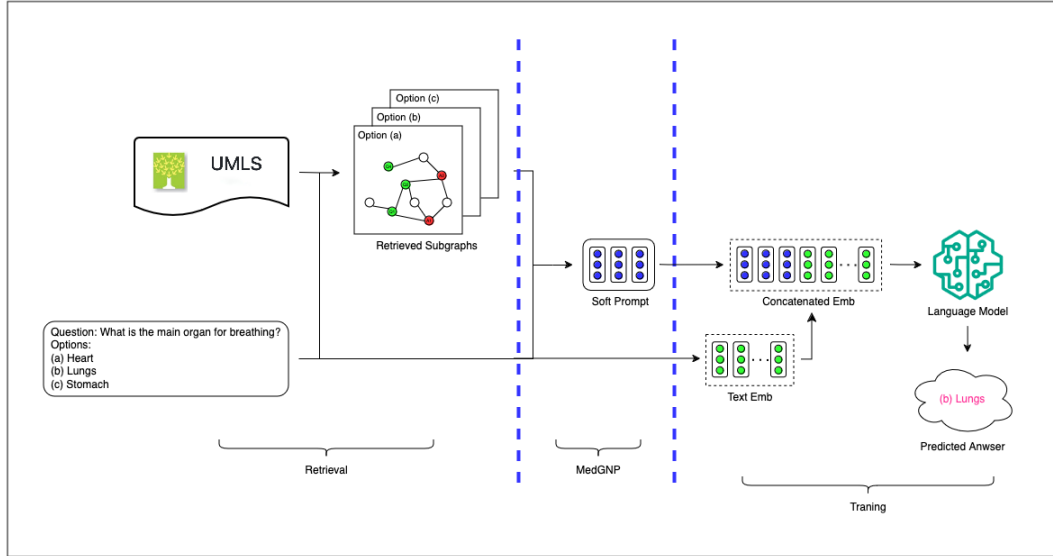 Option (c)
Option (b)
Option (a)
UMLS
Retrieved Subgraphs
Question: What is the main organ for breathing?
Options:
(a) Heart
(b) Lungs
(c) Stomach
Soft Prompt
Concatenated Emb
Language Model
Text Emb
(b) Lungs
Predicted Anwser
Retrieval
MedGNP
Traning